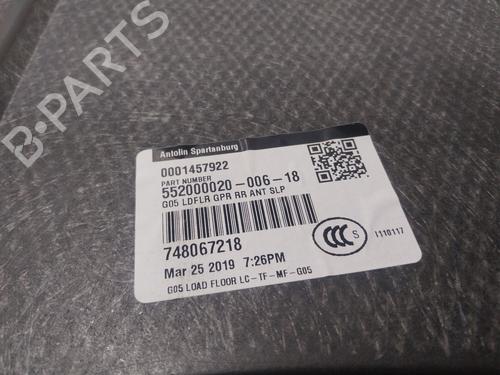 B-PARTS
Antolin Spartanburg
0001457922
PART NUMBER
552000020-006-18
G05 LDFLR GPR RR ANT SLP
748067218
Mar 25 2019 7:26PM
G05 LOAD FLOOR LC-TF-MF-G05
CCC S
1110117